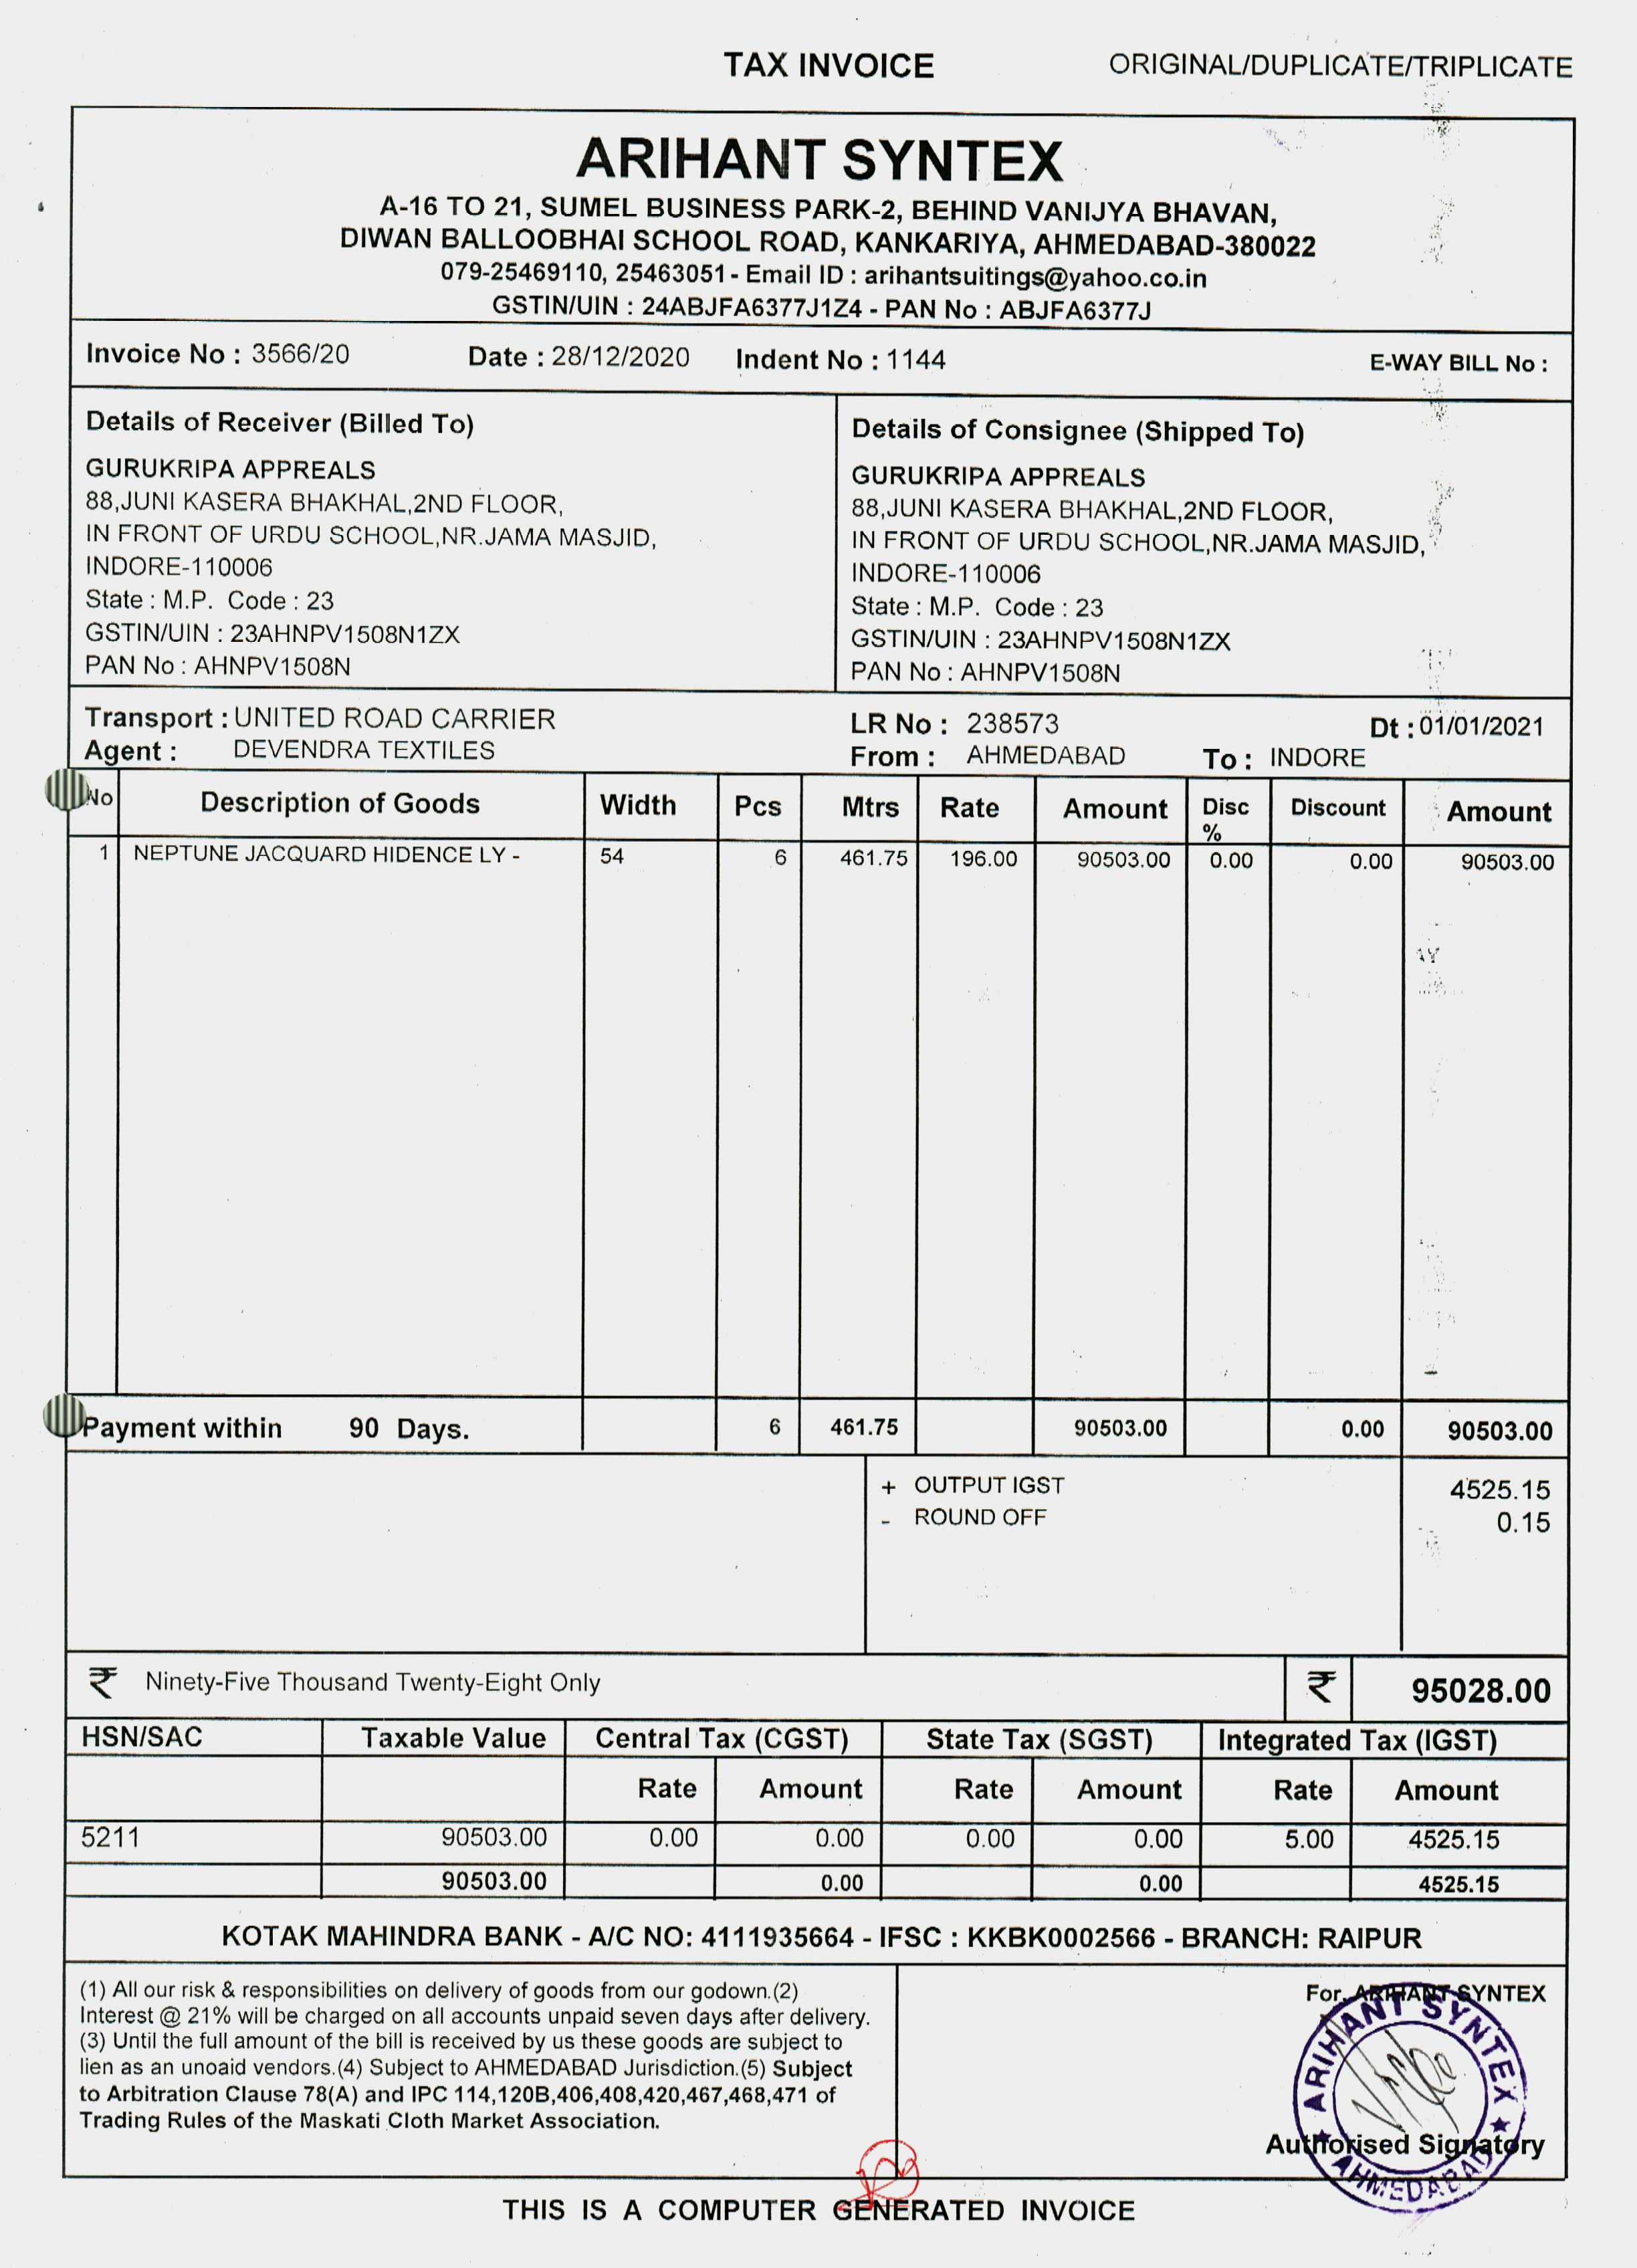 TAX INVOICE ORIGINAL/DUPLICATE/TRIPLICATE
ARIHANT SYNTEX
A-16 TO 21, SUMEL BUSINESS PARK-2, BEHIND VANIJYA BHAVAN,
DIWAN BALLOOBHAI SCHOOL ROAD, KANKARIYA, AHMEDABAD-380022
079-25469110, 25463051 - Email ID : arihantsuitings@yahoo.co.in
GSTIN/UIN : 24ABJFA6377J1Z4 - PAN No : ABJFA6377J
Invoice No : 3566/20 Date : 28/12/2020 Indent No : 1144 E-WAY BILL No :
Details of Receiver (Billed To)
GURUKRIPA APPREALS
88,JUNI KASERA BHAKHAL,2ND FLOOR,
IN FRONT OF URDU SCHOOL,NR.JAMA MASJID,
INDORE-110006
State : M.P. Code : 23
GSTIN/UIN : 23AHNPV1508N1ZX
PAN No : AHNPV1508N
Details of Consignee (Shipped To)
GURUKRIPA APPREALS
88,JUNI KASERA BHAKHAL,2ND FLOOR,
IN FRONT OF URDU SCHOOL,NR.JAMA MASJID,
INDORE-110006
State : M.P. Code : 23
GSTIN/UIN : 23AHNPV1508N1ZX
PAN No : AHNPV1508N
Transport : UNITED ROAD CARRIER LR No : 238573 Dt : 01/01/2021
Agent : DEVENDRA TEXTILES From : AHMEDABAD To : INDORE
No Description of Goods Width Pcs Mtrs Rate Amount Disc % Discount Amount
1 NEPTUNE JACQUARD HIDENCE LY - 54 6 461.75 196.00 90503.00 0.00 0.00 90503.00
Payment within 90 Days. 6 461.75 90503.00 0.00 90503.00
+ OUTPUT IGST 4525.15
- ROUND OFF 0.15
₹ Ninety-Five Thousand Twenty-Eight Only ₹ 95028.00
HSN/SAC Taxable Value Central Tax (CGST) State Tax (SGST) Integrated Tax (IGST)
Rate Amount Rate Amount Rate Amount
5211 90503.00 0.00 0.00 0.00 0.00 5.00 4525.15
90503.00 0.00 0.00 4525.15
KOTAK MAHINDRA BANK - A/C NO: 4111935664 - IFSC : KKBK0002566 - BRANCH: RAIPUR
(1) All our risk & responsibilities on delivery of goods from our godown.(2)
Interest @ 21% will be charged on all accounts unpaid seven days after delivery.
(3) Until the full amount of the bill is received by us these goods are subject to
lien as an unoaid vendors.(4) Subject to AHMEDABAD Jurisdiction.(5) Subject
to Arbitration Clause 78(A) and IPC 114,120B,406,408,420,467,468,471 of
Trading Rules of the Maskati Cloth Market Association.
For, ARIHANT SYNTEX
ARIHANT SYNTEX
AHMEDABAD
Authorised Signatory
THIS IS A COMPUTER GENERATED INVOICE